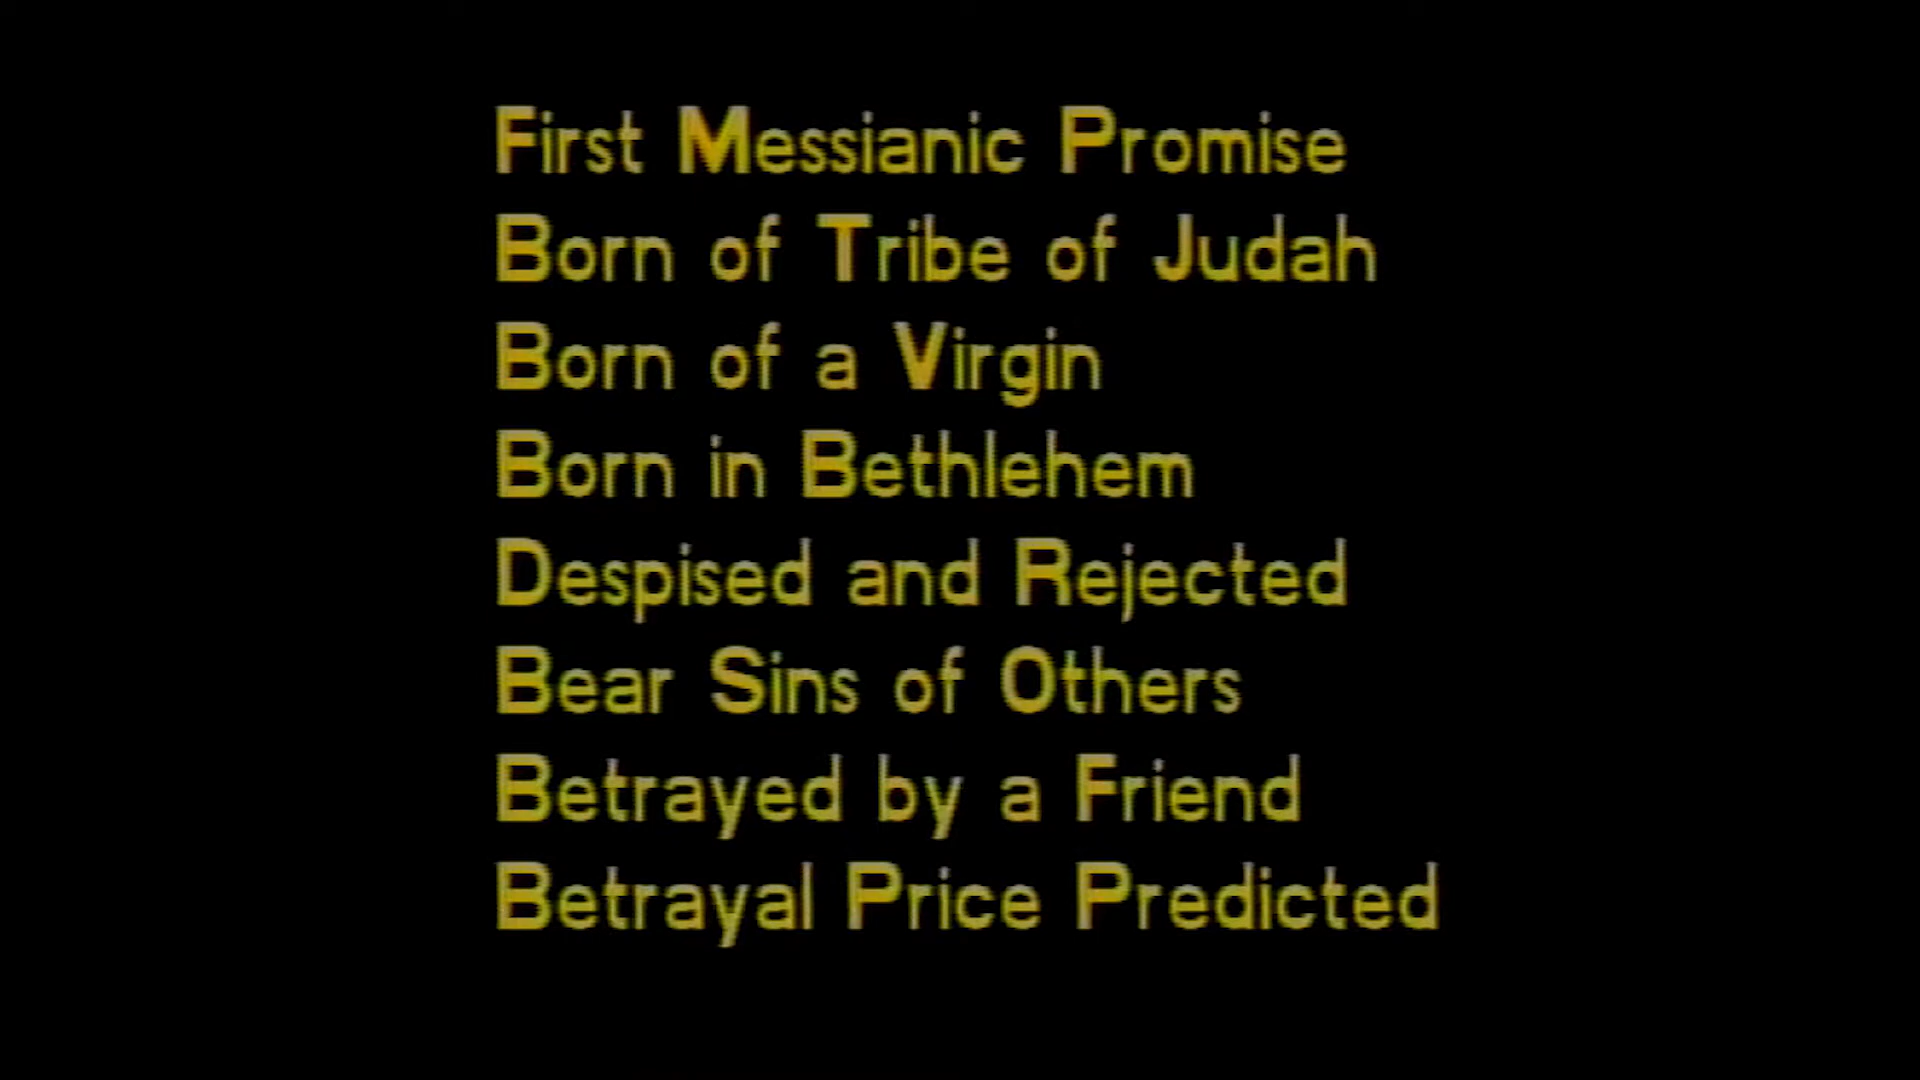 First Messianic Promise
Born of Tribe of Judah
Born of a Virgin
Born in Bethlehem
Despised and Rejected
Bear Sins of Others
Betrayed by a Friend
Betrayal Price Predicted